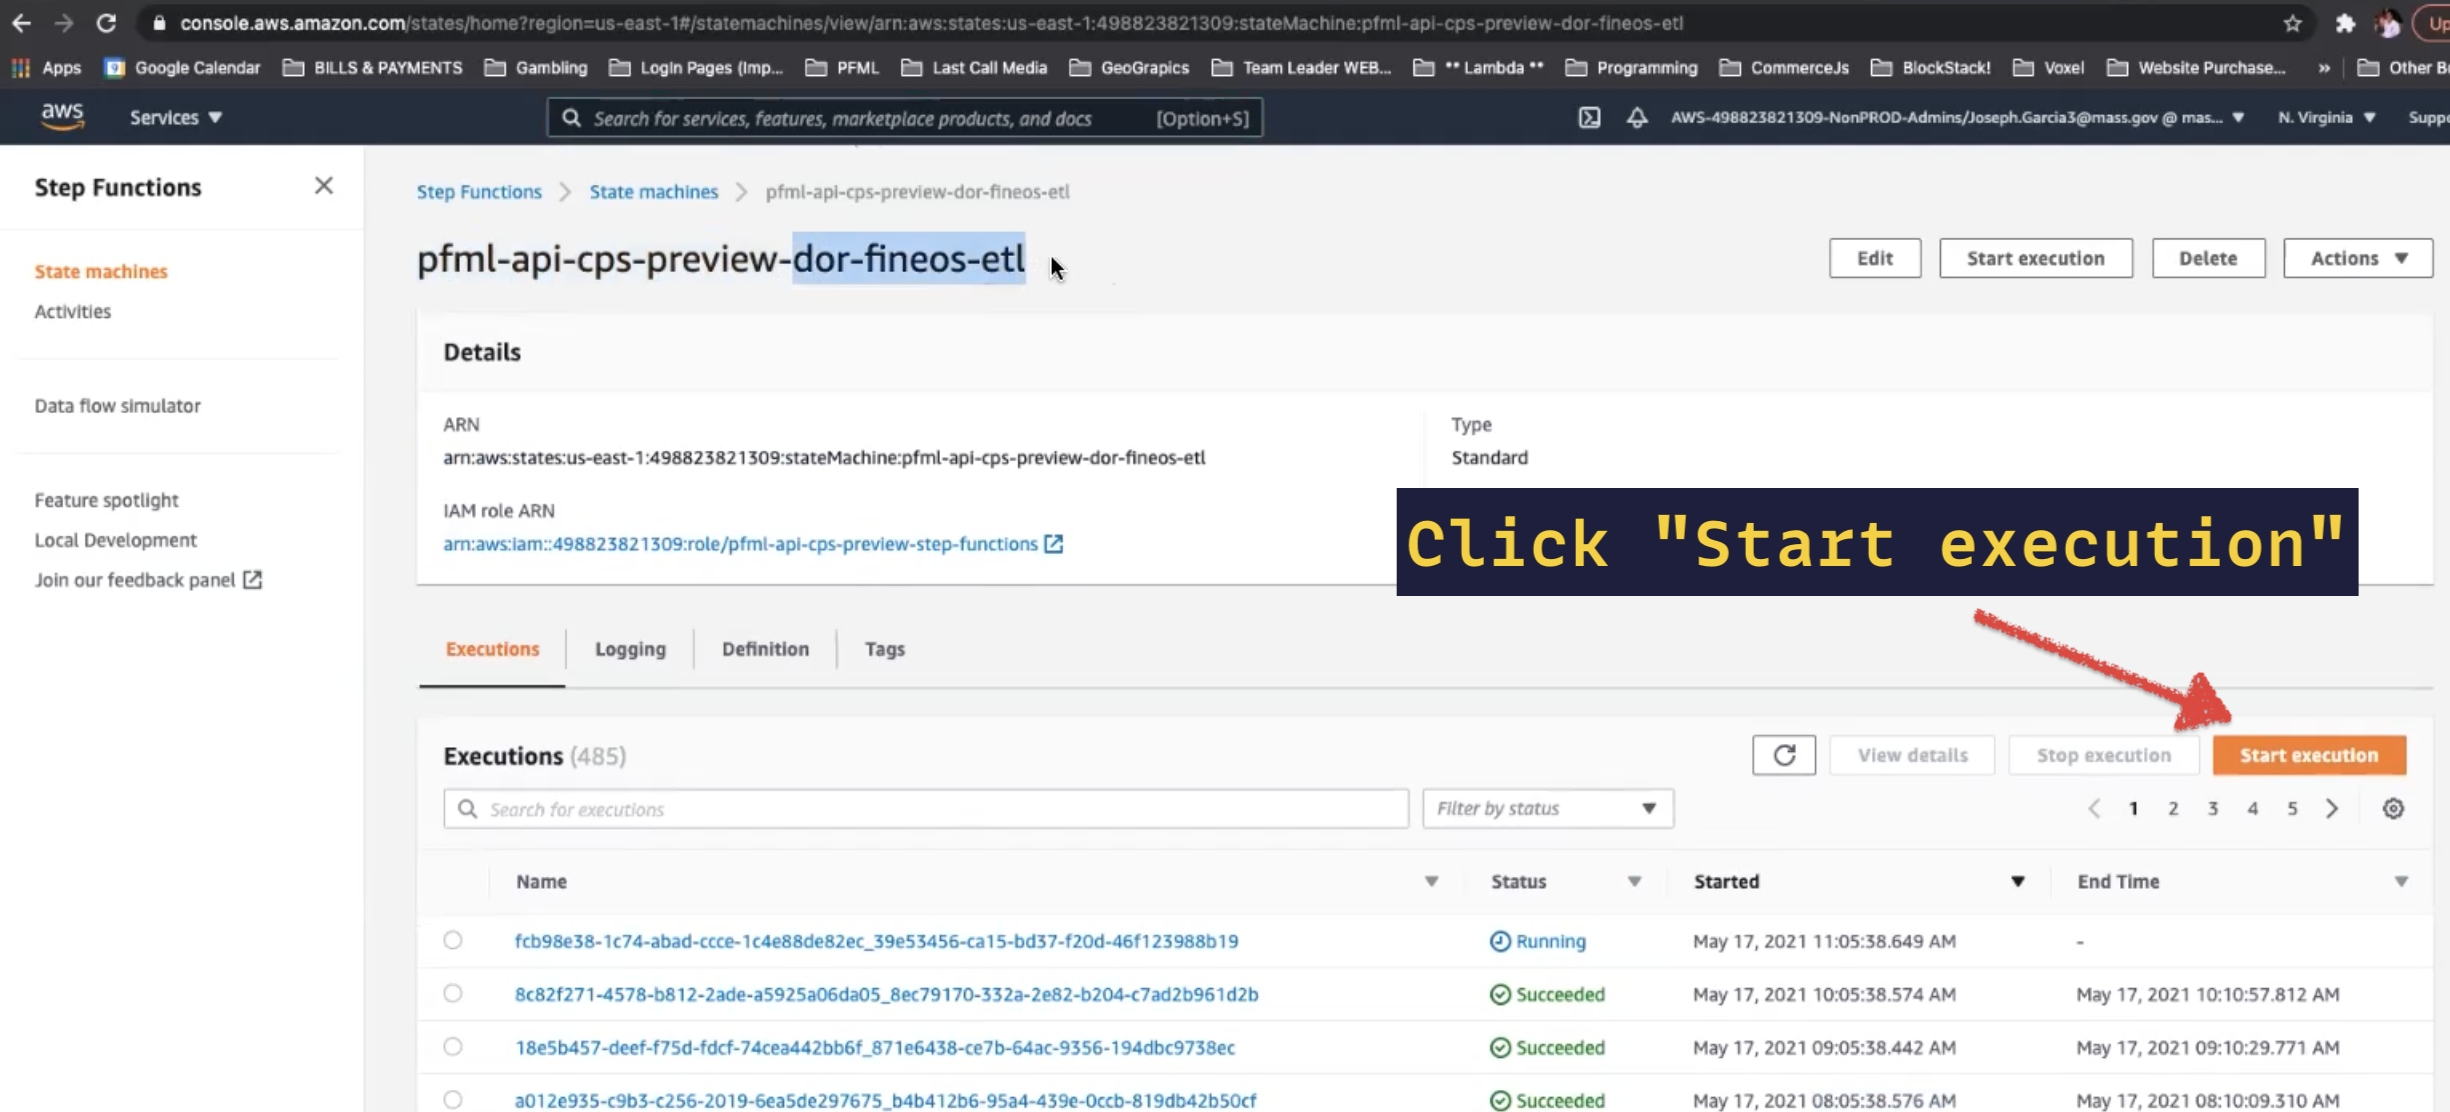 console.aws.amazon.com/states/home?region=us-east-1#/statemachines/view/arn:aws:states:us-east-1:498823821309:stateMachine:pfml-api-cps-preview-dor-fineos-etl
Up
Apps Google Calendar BILLS & PAYMENTS Gambling LogIn Pages (Imp... PFML Last Call Media GeoGrapics Team Leader WEB... ** Lambda ** Programming CommerceJs BlockStack! Voxel Website Purchase... » Other B
aws Services ▼ Search for services, features, marketplace products, and docs [Option+S] AWS-498823821309-NonPROD-Admins/Joseph.Garcia3@mass.gov @ mas... ▼ N. Virginia ▼ Suppo
Step Functions
State machines
Activities
Data flow simulator
Feature spotlight
Local Development
Join our feedback panel
Step Functions > State machines > pfml-api-cps-preview-dor-fineos-etl
pfml-api-cps-preview-dor-fineos-etl
Edit Start execution Delete Actions ▼
Details
ARN
arn:aws:states:us-east-1:498823821309:stateMachine:pfml-api-cps-preview-dor-fineos-etl
Type
Standard
IAM role ARN
arn:aws:iam::498823821309:role/pfml-api-cps-preview-step-functions
Click "Start execution"
Executions Logging Definition Tags
Executions (485)
View details Stop execution Start execution
Search for executions Filter by status
1 2 3 4 5
Name Status Started End Time
fcb98e38-1c74-abad-ccce-1c4e88de82ec_39e53456-ca15-bd37-f20d-46f123988b19 Running May 17, 2021 11:05:38.649 AM -
8c82f271-4578-b812-2ade-a5925a06da05_8ec79170-332a-2e82-b204-c7ad2b961d2b Succeeded May 17, 2021 10:05:38.574 AM May 17, 2021 10:10:57.812 AM
18e5b457-deef-f75d-fdcf-74cea442bb6f_871e6438-ce7b-64ac-9356-194dbc9738ec Succeeded May 17, 2021 09:05:38.442 AM May 17, 2021 09:10:29.771 AM
a012e935-c9b3-c256-2019-6ea5de297675_b4b412b6-95a4-439e-0ccb-819db42b50cf Succeeded May 17, 2021 08:05:38.576 AM May 17, 2021 08:10:09.310 AM